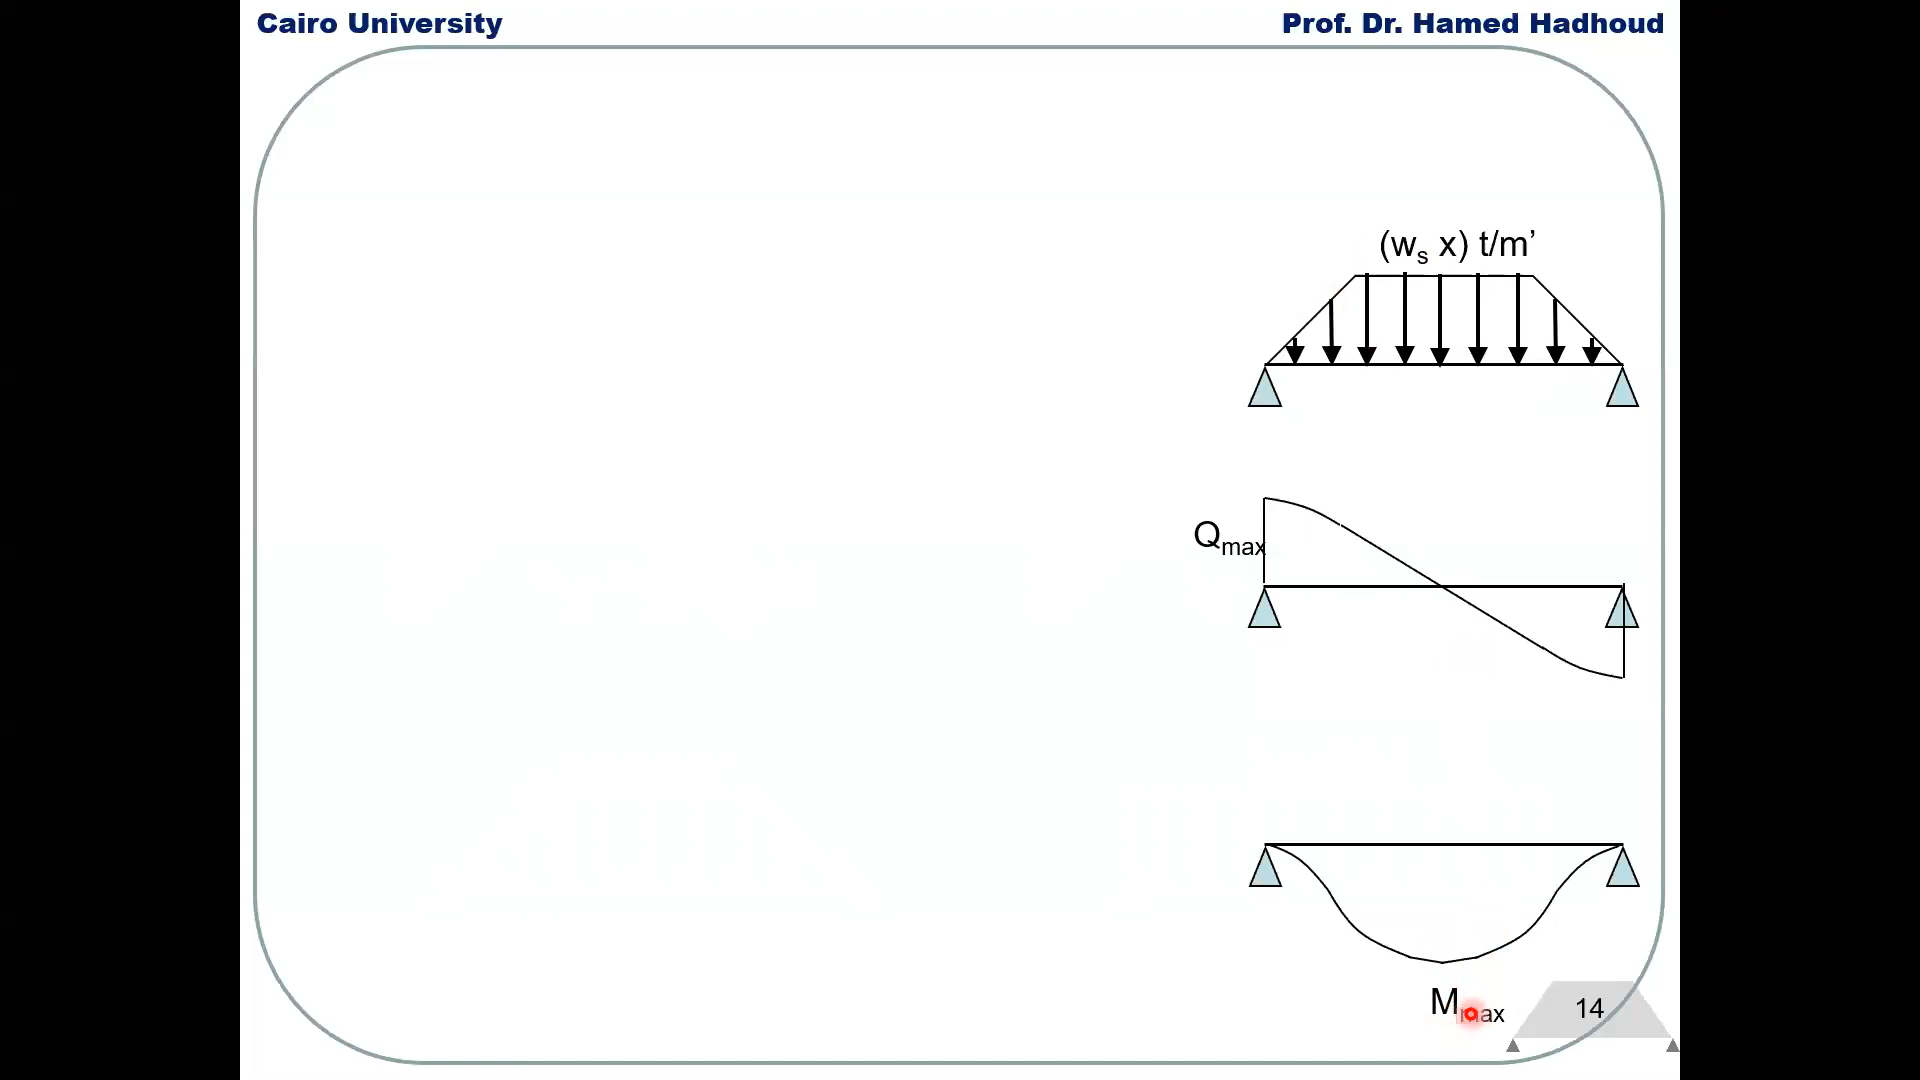 Cairo University
Prof. Dr. Hamed Hadhoud
(wₛ x) t/m’
Qmax
Mmax
14